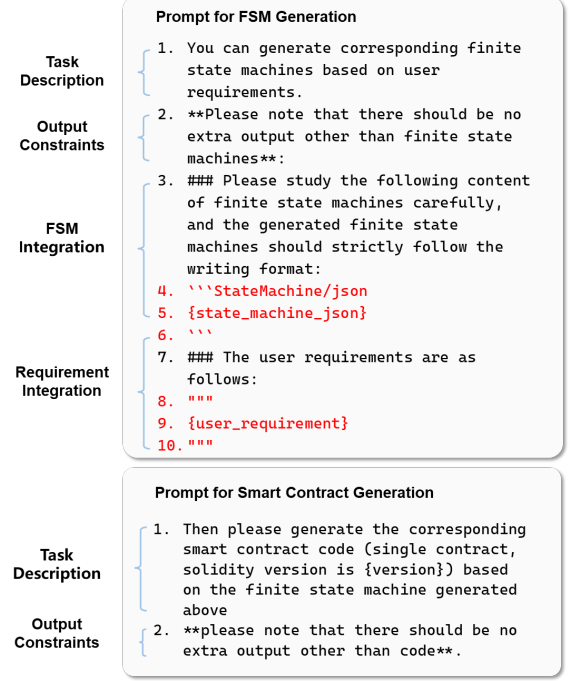 Prompt for FSM Generation
Task
Description
1. You can generate corresponding finite
state machines based on user
requirements.
Output
Constraints
2. **Please note that there should be no
extra output other than finite state
machines**:
FSM
Integration
3. ### Please study the following content
of finite state machines carefully,
and the generated finite state
machines should strictly follow the
writing format:
4. ```StateMachine/json
5. {state_machine_json}
6. ```
Requirement
Integration
7. ### The user requirements are as
follows:
8. """
9. {user_requirement}
10. """
Prompt for Smart Contract Generation
Task
Description
1. Then please generate the corresponding
smart contract code (single contract,
solidity version is {version}) based
on the finite state machine generated
above
Output
Constraints
2. **please note that there should be no
extra output other than code**.